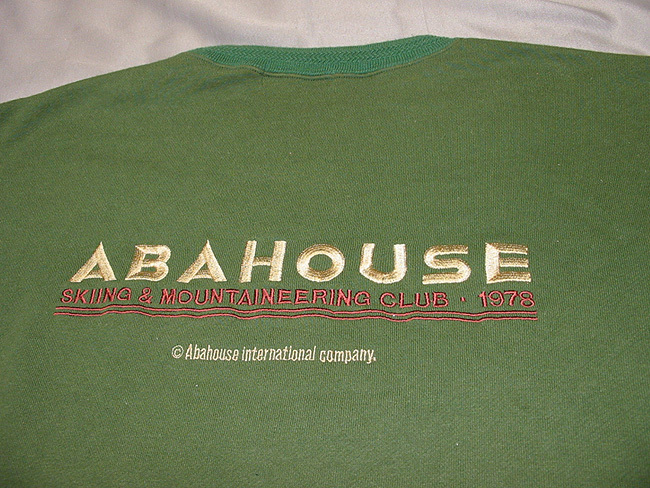 ABAHOUSE
SKIING & MOUNTAINEERING CLUB · 1978
© Abahouse international company.